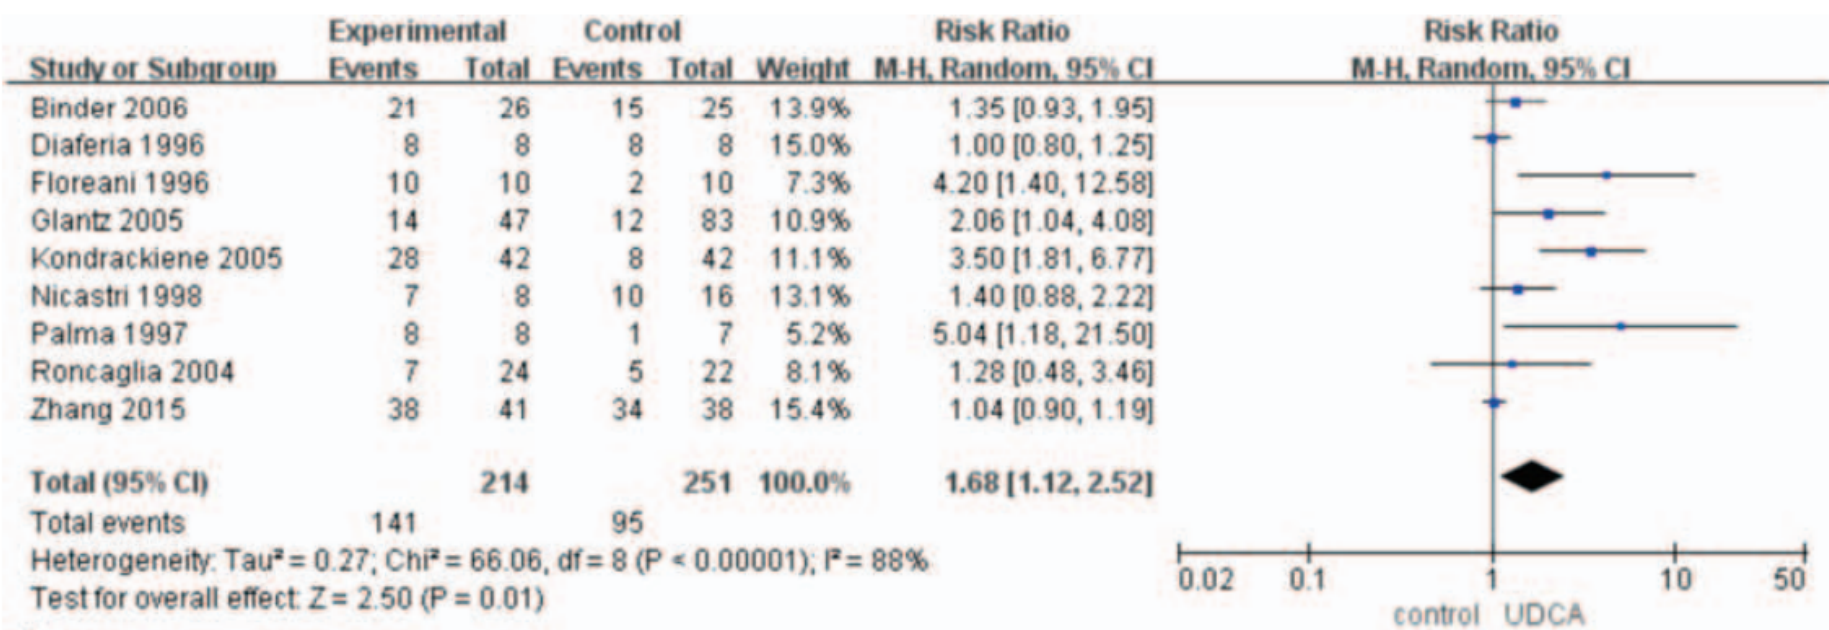 Experimental Control Risk Ratio Risk Ratio
Study or Subgroup Events Total Events Total Weight M-H, Random, 95% CI M-H, Random, 95% CI
Binder 2006 21 26 15 25 13.9% 1.35 [0.93, 1.95]
Diaferia 1996 8 8 8 8 15.0% 1.00 [0.80, 1.25]
Floreani 1996 10 10 2 10 7.3% 4.20 [1.40, 12.58]
Glantz 2005 14 47 12 83 10.9% 2.06 [1.04, 4.08]
Kondrackiene 2005 28 42 8 42 11.1% 3.50 [1.81, 6.77]
Nicastri 1998 7 8 10 16 13.1% 1.40 [0.88, 2.22]
Palma 1997 8 8 1 7 5.2% 5.04 [1.18, 21.50]
Roncaglia 2004 7 24 5 22 8.1% 1.28 [0.48, 3.46]
Zhang 2015 38 41 34 38 15.4% 1.04 [0.90, 1.19]
Total (95% CI) 214 251 100.0% 1.68 [1.12, 2.52]
Total events 141 95
Heterogeneity: Tau² = 0.27; Chi² = 66.06, df = 8 (P < 0.00001); I² = 88%
Test for overall effect: Z = 2.50 (P = 0.01)
0.02 0.1 1 10 50
control UDCA